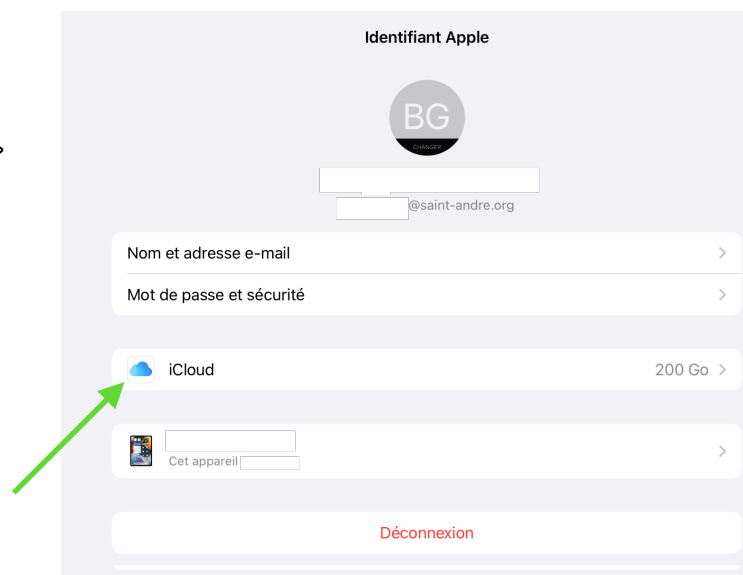 Identifiant Apple
BG
CHANGER
@saint-andre.org
Nom et adresse e-mail
Mot de passe et sécurité
iCloud 200 Go
Cet appareil
Déconnexion